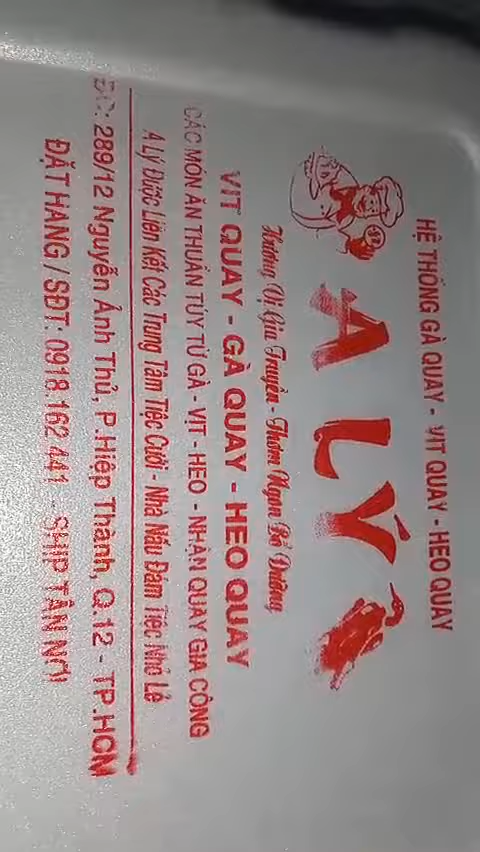 HỆ THỐNG GÀ QUAY - VỊT QUAY - HEO QUAY
A LÝ
Hương Vị Gia Truyền - Thơm Ngon Bổ Dưỡng
VỊT QUAY - GÀ QUAY - HEO QUAY
CÁC MÓN ĂN THUẦN TÚY TỪ GÀ - VỊT - HEO - NHẬN QUAY GIA CÔNG
A Lý Được Liên Kết Các Trung Tâm Tiệc Cưới - Nhà Nấu Đám Tiệc Nhỏ Lẻ
ĐC: 289/12 Nguyễn Ảnh Thủ, P.Hiệp Thành, Q.12 - TP.HCM
ĐẶT HÀNG / SĐT: 0918.162.441 - SHIP TẬN NƠI